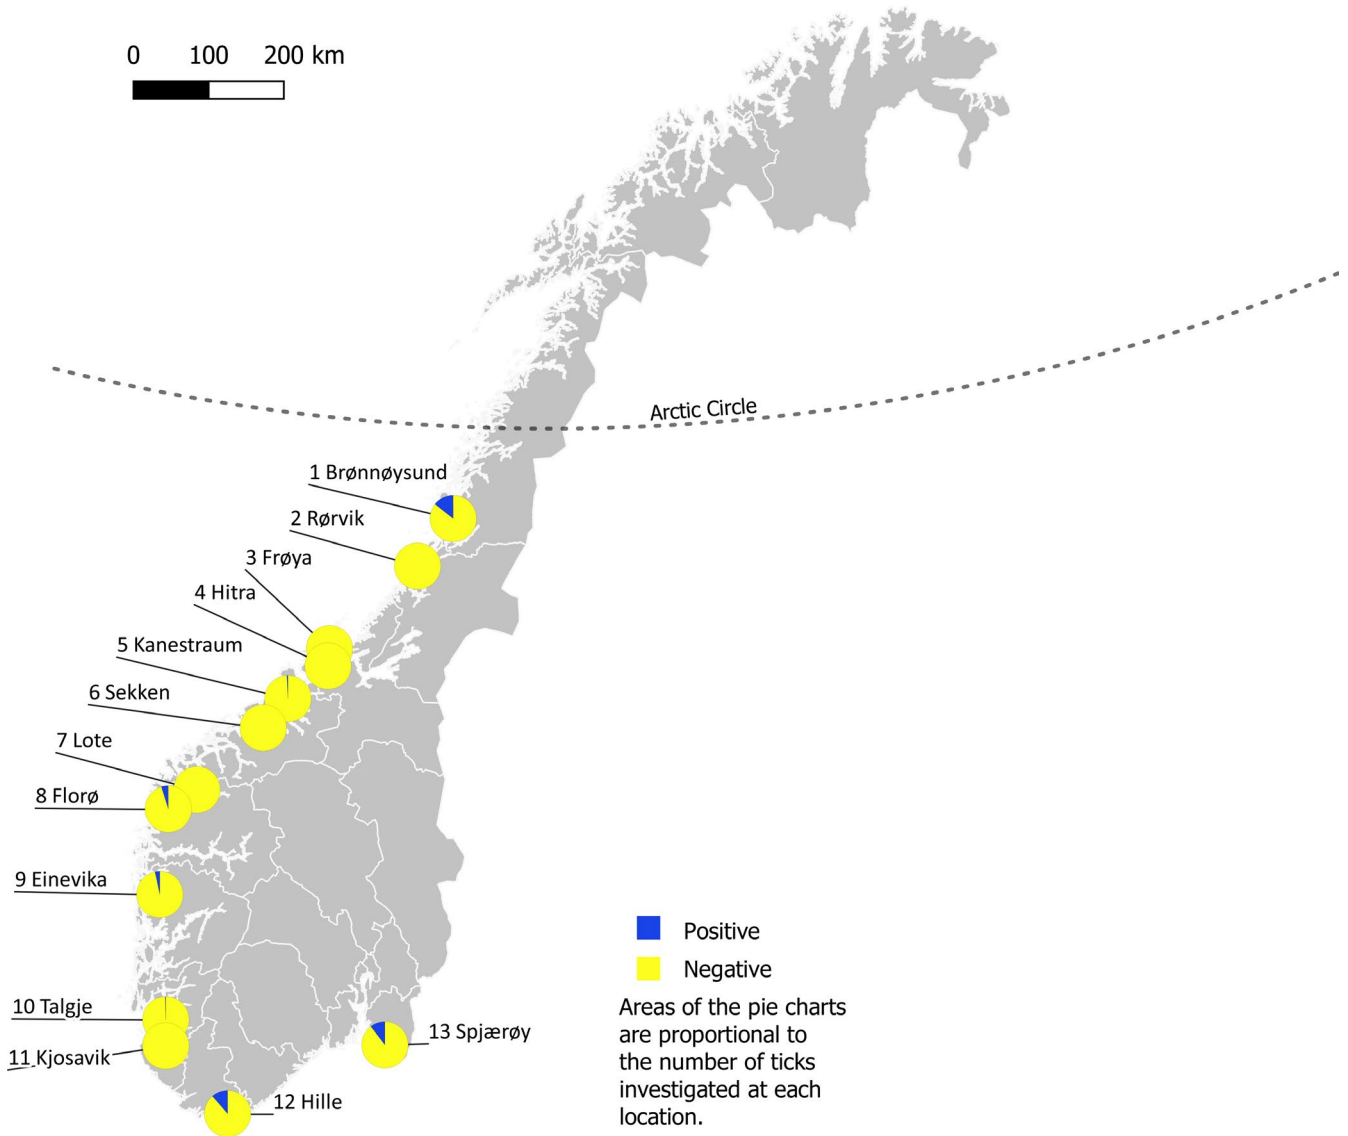 0 100 200 km
Arctic Circle
1 Brønnøysund
2 Rørvik
3 Frøya
4 Hitra
5 Kanestraum
6 Sekken
7 Lote
8 Florø
9 Einevika
10 Talgje
11 Kjosavik
12 Hille
13 Spjærøy
Positive
Negative
Areas of the pie charts
are proportional to
the number of ticks
investigated at each
location.